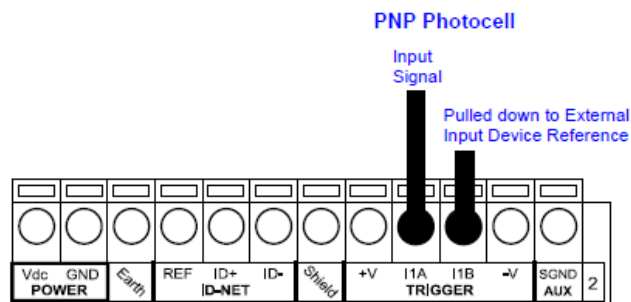 PNP Photocell
Input
Signal
Pulled down to External
Input Device Reference
Vdc GND Earth REF ID+ ID- Shield +V I1A I1B -V SGND 2
POWER ID-NET TRIGGER AUX